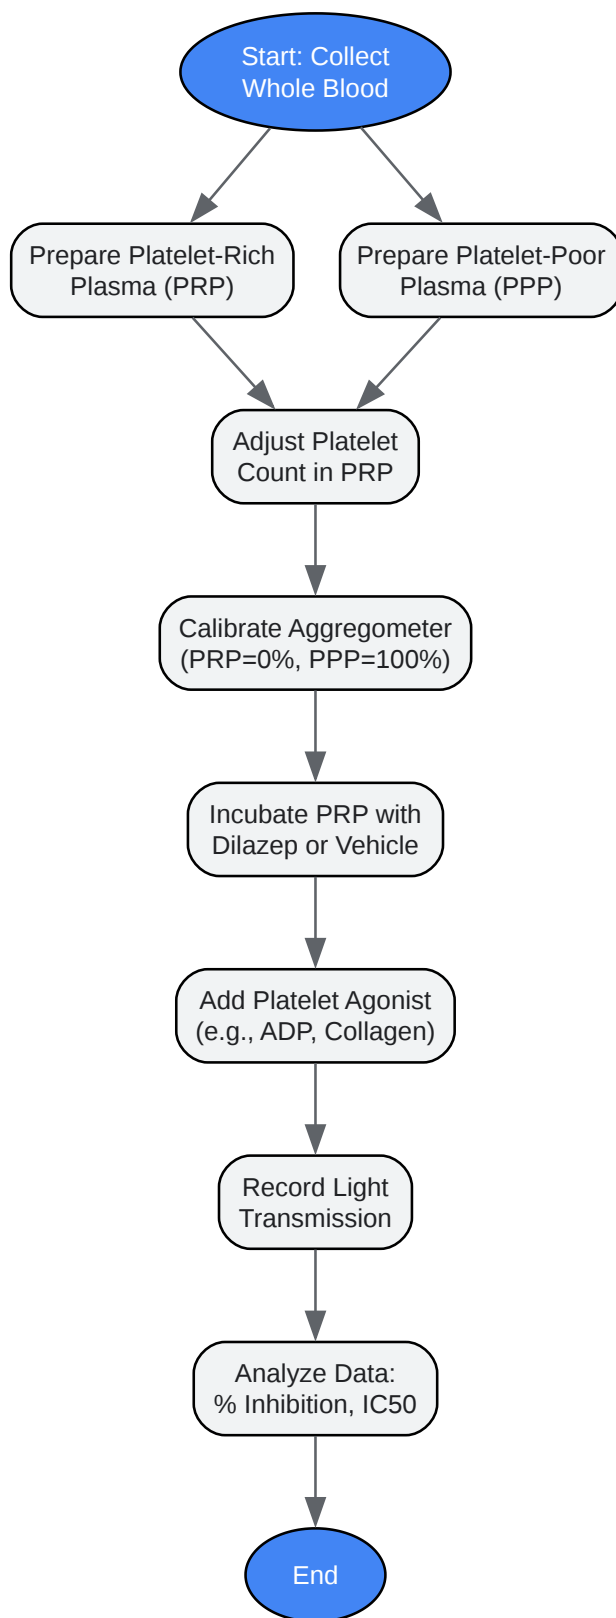 Start: Collect
Whole Blood
Prepare Platelet-Rich
Plasma (PRP)
Prepare Platelet-Poor
Plasma (PPP)
Adjust Platelet
Count in PRP
Calibrate Aggregometer
(PRP=0%, PPP=100%)
Incubate PRP with
Dilazep or Vehicle
Add Platelet Agonist
(e.g., ADP, Collagen)
Record Light
Transmission
Analyze Data:
% Inhibition, IC50
End